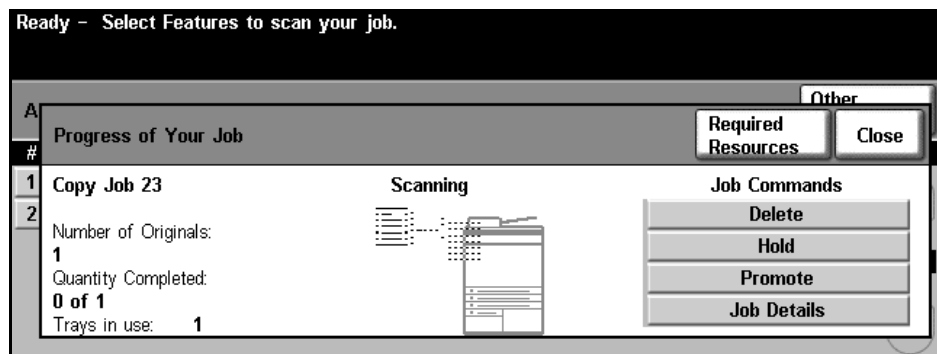 Ready - Select Features to scan your job.
Other
A
Progress of Your Job
Required
Resources
Close
#
1
2
Copy Job 23
Scanning
Job Commands
Number of Originals:
1
Quantity Completed:
0 of 1
Trays in use: 1
Delete
Hold
Promote
Job Details